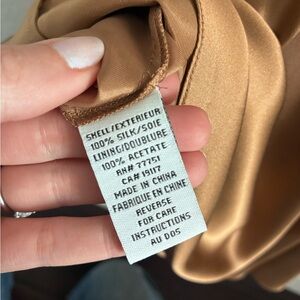 SHELL/EXTERIEUR
100% SILK/SOIE
LINING/DOUBLURE
100% ACETATE
RN# 77751
CA# 19117
MADE IN CHINA
FABRIQUE EN CHINE
REVERSE
FOR CARE
INSTRUCTIONS
AU DOS